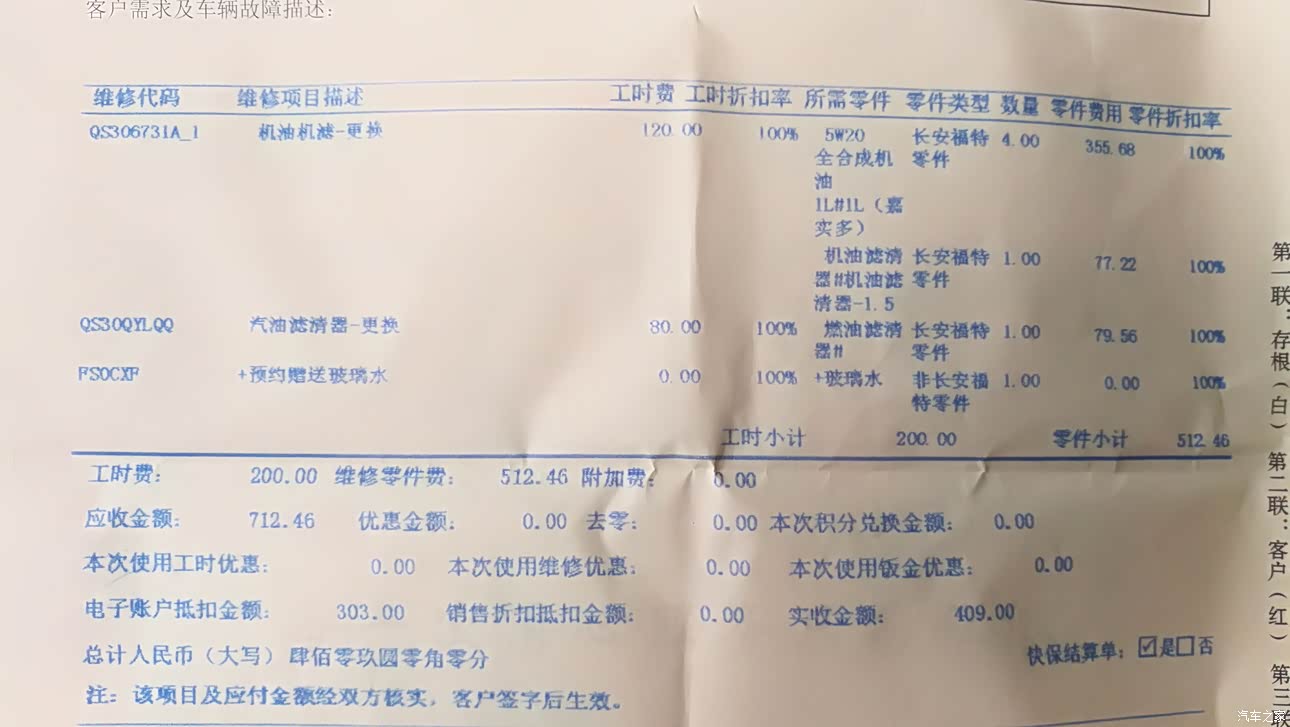 客户需求及车辆故障描述:
维修代码 维修项目描述 工时费 工时折扣率 所需零件 零件类型 数量 零件费用 零件折扣率
QS306731A_1 机油机滤-更换 120.00 100% 5W20 长安福特 4.00 355.68 100%
全合成机 零件
油
1L#1L（嘉
实多）
机油滤清 长安福特 1.00 77.22 100%
器#机油滤 零件
清器-1.5
QS30QYLQQ 汽油滤清器-更换 80.00 100% 燃油滤清 长安福特 1.00 79.56 100%
器# 零件
FS0CXF +预约赠送玻璃水 0.00 100% +玻璃水 非长安福 1.00 0.00 100%
特零件
工时小计 200.00 零件小计 512.46
工时费: 200.00 维修零件费: 512.46 附加费: 0.00
应收金额: 712.46 优惠金额: 0.00 去零: 0.00 本次积分兑换金额: 0.00
本次使用工时优惠: 0.00 本次使用维修优惠: 0.00 本次使用钣金优惠: 0.00
电子账户抵扣金额: 303.00 销售折扣抵扣金额: 0.00 实收金额: 409.00
总计人民币（大写）肆佰零玖圆零角零分 快保结算单: ☑是□否
注: 该项目及应付金额经双方核实, 客户签字后生效。
第一联:存根(白) 第二联:客户(红) 第三联
汽车之家